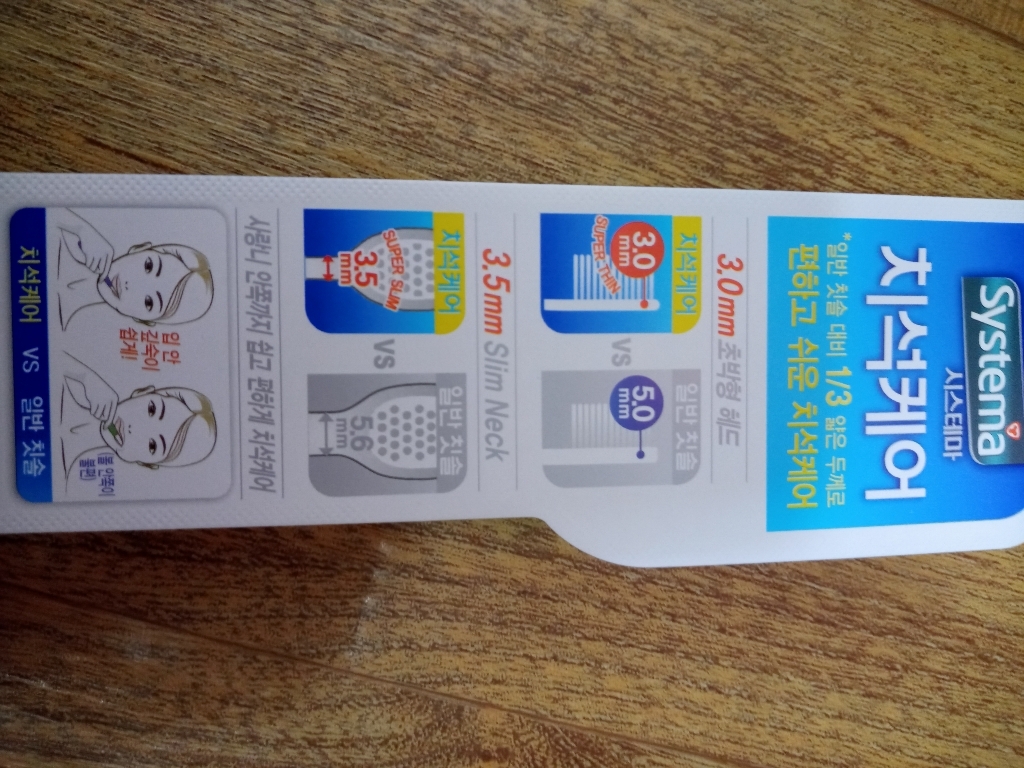 Systema
시스테마
치석케어
*일반 칫솔 대비 1/3 얇은 두께로
편하고 쉬운 치석케어
3.0mm 초박형 헤드
치석케어
3.0
mm
SUPER-THIN
VS
일반 칫솔
5.0
mm
3.5mm Slim Neck
치석케어
SUPER SLIM
3.5
mm
VS
일반 칫솔
5.6
mm
사랑니 안쪽까지 쉽고 편하게 치석케어
입 안
깊숙이
쉽게!
(볼 안쪽이
불편)
치석케어 VS 일반 칫솔